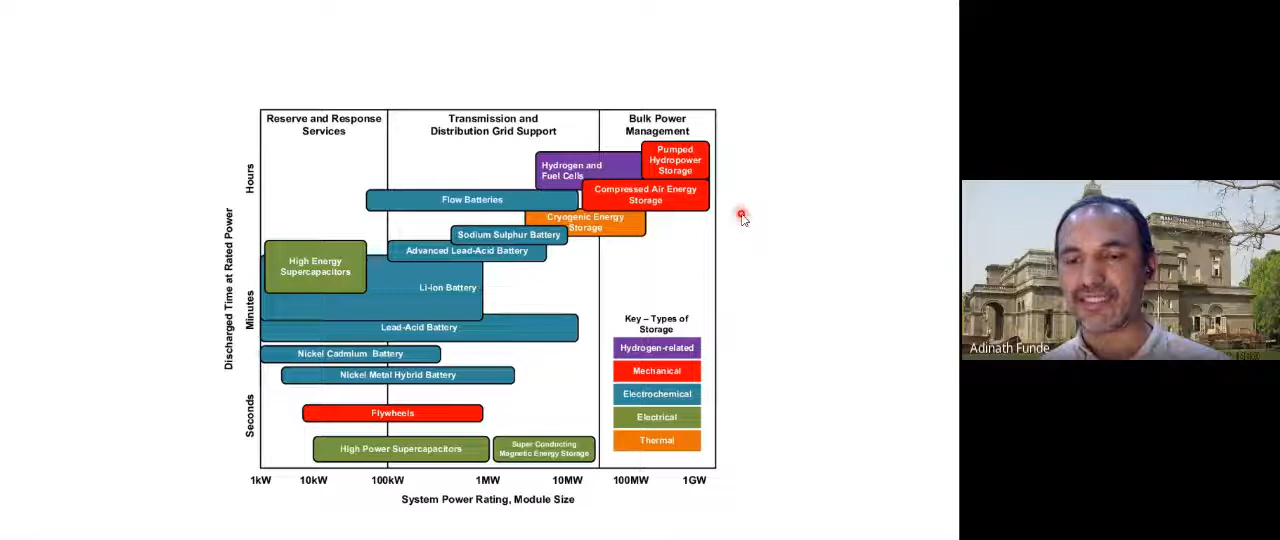 Reserve and Response
Services
Transmission and
Distribution Grid Support
Bulk Power
Management
Pumped
Hydropower
Storage
Hydrogen and
Fuel Cells
Compressed Air Energy
Storage
Flow Batteries
Cryogenic Energy
Storage
Sodium Sulphur Battery
Advanced Lead-Acid Battery
High Energy
Supercapacitors
Li-ion Battery
Lead-Acid Battery
Nickel Cadmium Battery
Nickel Metal Hybrid Battery
Flywheels
High Power Supercapacitors
Super Conducting
Magnetic Energy Storage
Key – Types of
Storage
Hydrogen-related
Mechanical
Electrochemical
Electrical
Thermal
Discharged Time at Rated Power
Hours
Minutes
Seconds
1kW 10kW 100kW 1MW 10MW 100MW 1GW
System Power Rating, Module Size
Adinath Funde